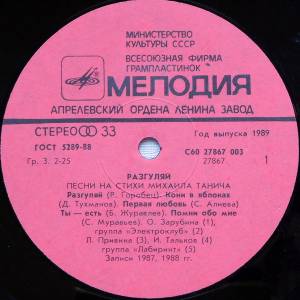 МИНИСТЕРСТВО
КУЛЬТУРЫ СССР
ВСЕСОЮЗНАЯ ФИРМА
ГРАМПЛАСТИНОК
МЕЛОДИЯ
АПРЕЛЕВСКИЙ ОРДЕНА ЛЕНИНА ЗАВОД
СТЕРЕО 33
Год выпуска 1989
ГОСТ 5289-88
С60 27867 003
Гр. 3. 2-25
27867
1
РАЗГУЛЯЙ
ПЕСНИ НА СТИХИ МИХАИЛА ТАНИЧА
Разгуляй (Р. Горобец). Кони в яблоках
(Д. Тухманов). Первая любовь (С. Алиева)
Ты — есть (Б. Журавлев). Помни обо мне
(С. Муравьев). О. Зарубина (1),
группа «Электроклуб» (2)
Л. Привина (3), И. Тальков (4)
группа «Лабиринт» (5)
Записи 1987, 1988 гг.